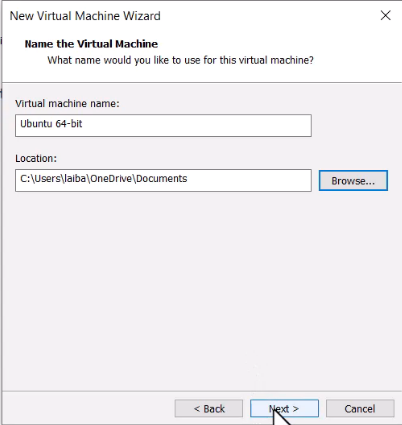 New Virtual Machine Wizard
Name the Virtual Machine
What name would you like to use for this virtual machine?
Virtual machine name:
Ubuntu 64-bit
Location:
C:\Users\laiba\OneDrive\Documents
Browse...
< Back
Next >
Cancel